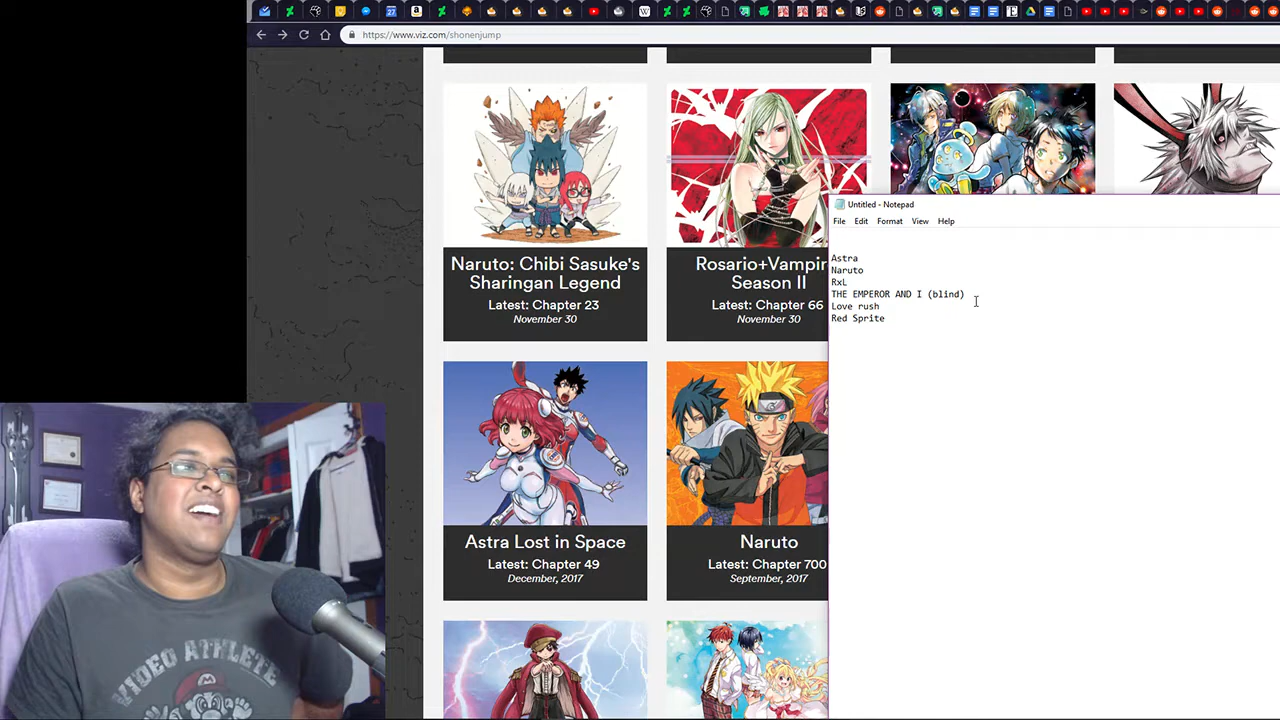 https://www.viz.com/shonenjump
Naruto: Chibi Sasuke's
Sharingan Legend
Latest: Chapter 23
November 30
Rosario+Vampir
Season II
Latest: Chapter 66
November 30
Untitled - Notepad
File Edit Format View Help
Astra
Naruto
RxL
THE EMPEROR AND I (blind)
Love rush
Red Sprite
Astra Lost in Space
Latest: Chapter 49
December, 2017
Naruto
Latest: Chapter 700
September, 2017
VIDEO ATHLETE